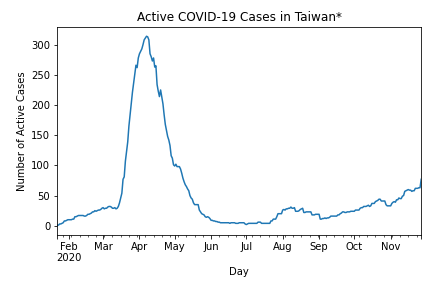 Active COVID-19 Cases in Taiwan*
Number of Active Cases
300
250
200
150
100
50
0
Feb Mar Apr May Jun Jul Aug Sep Oct Nov
2020
Day